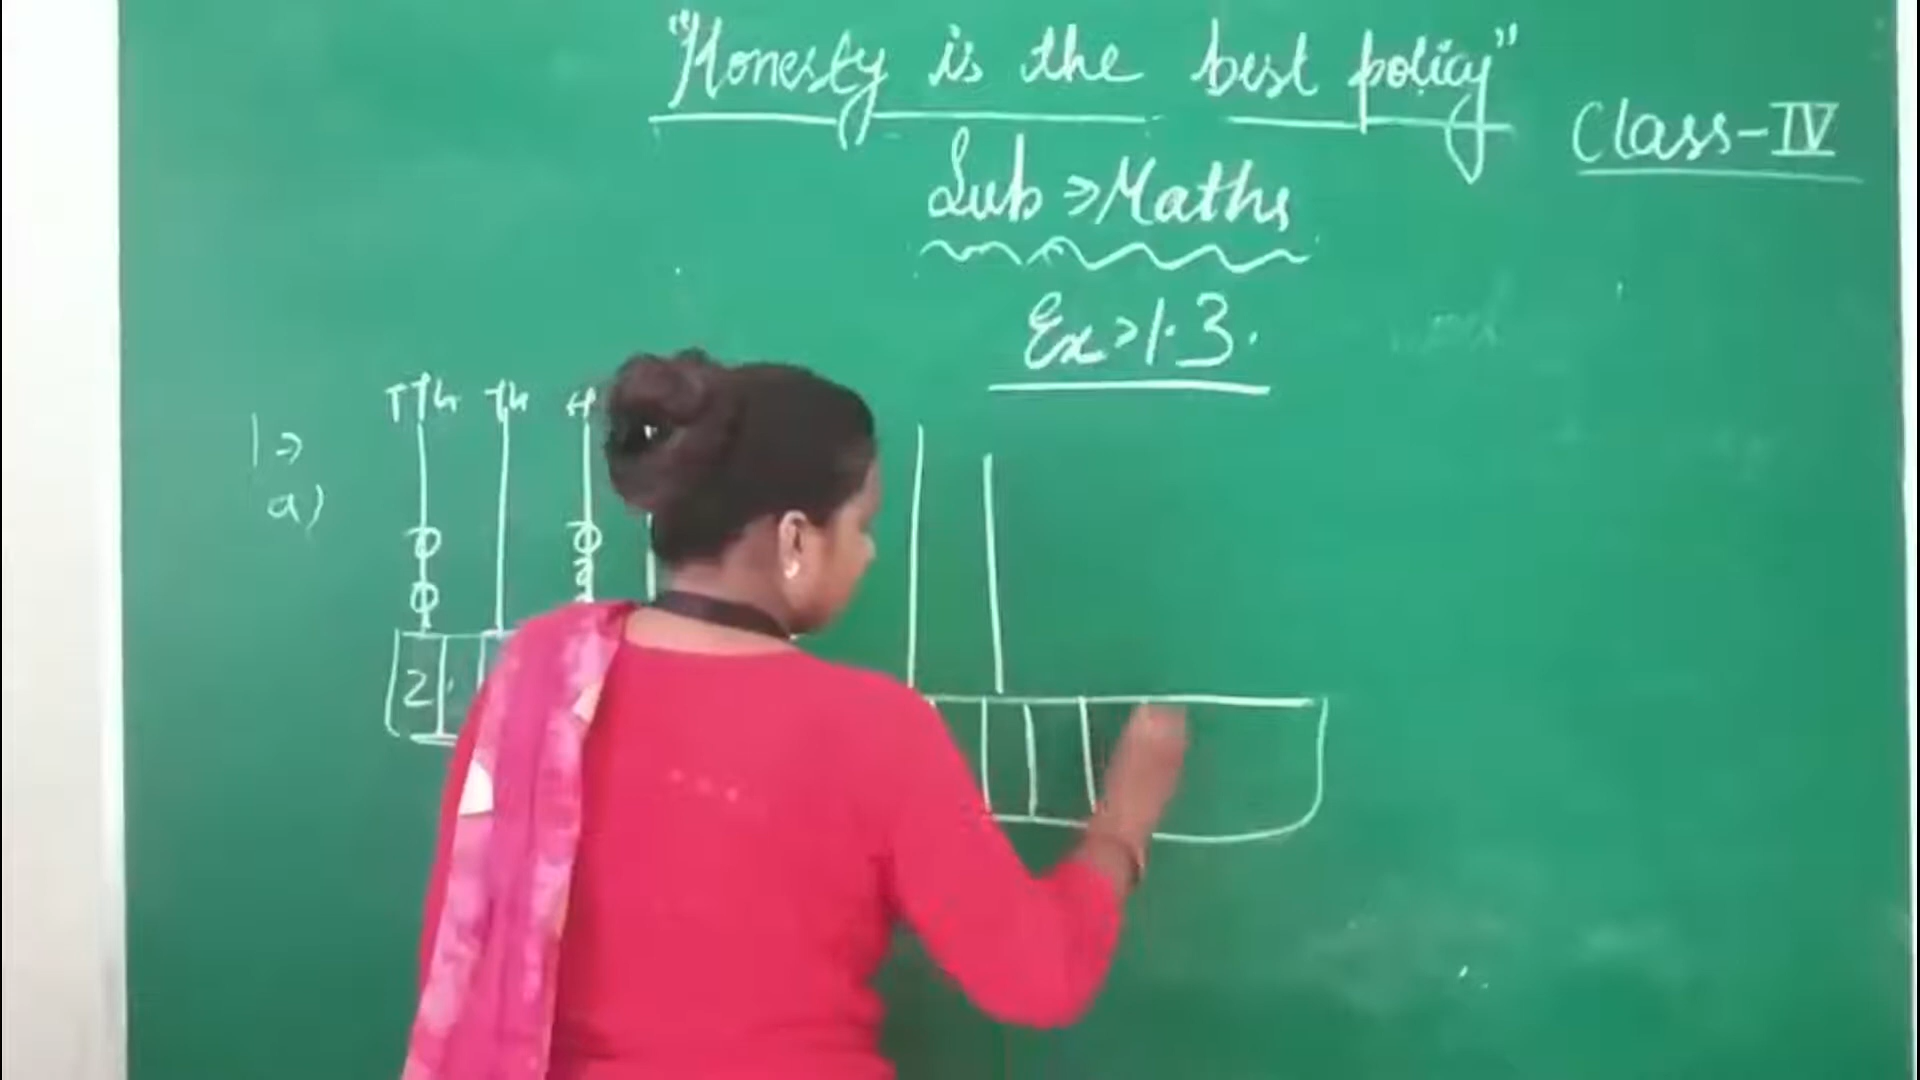 "Honesty is the best policy"
Class-IV
Sub ⇒ Maths
Ex > 1.3.
TTh Th H
1 ⇒
a)
2